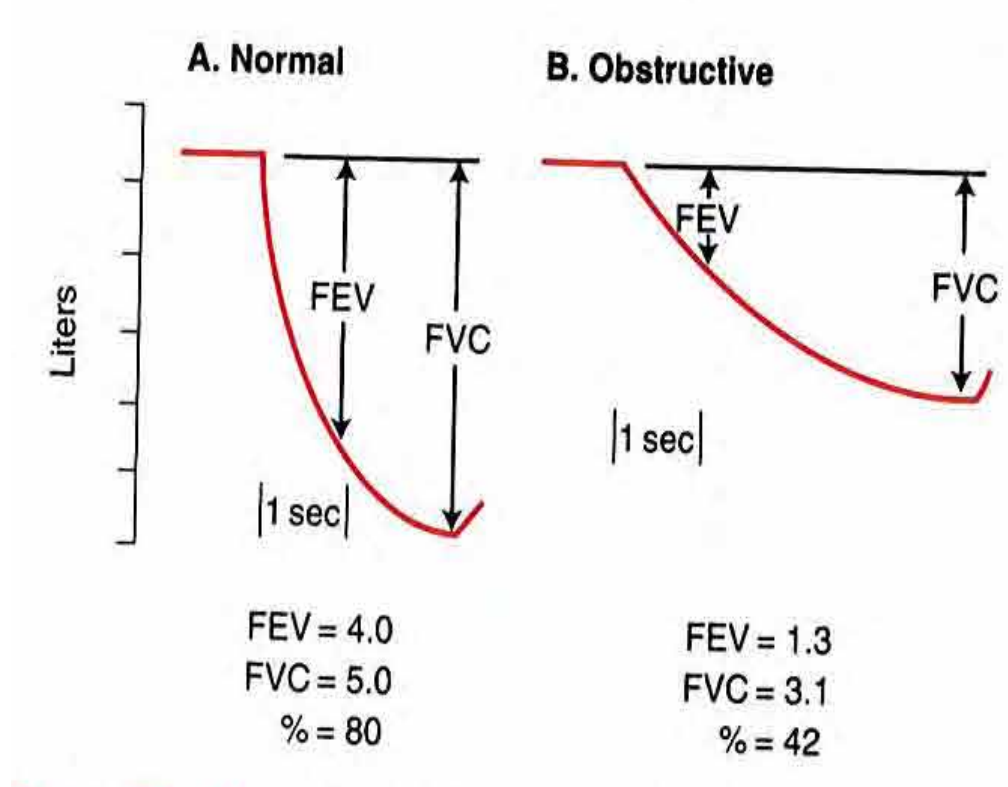 A. Normal
B. Obstructive
Liters
FEV
FVC
1 sec
FEV = 4.0
FVC = 5.0
% = 80
FEV
FVC
1 sec
FEV = 1.3
FVC = 3.1
% = 42